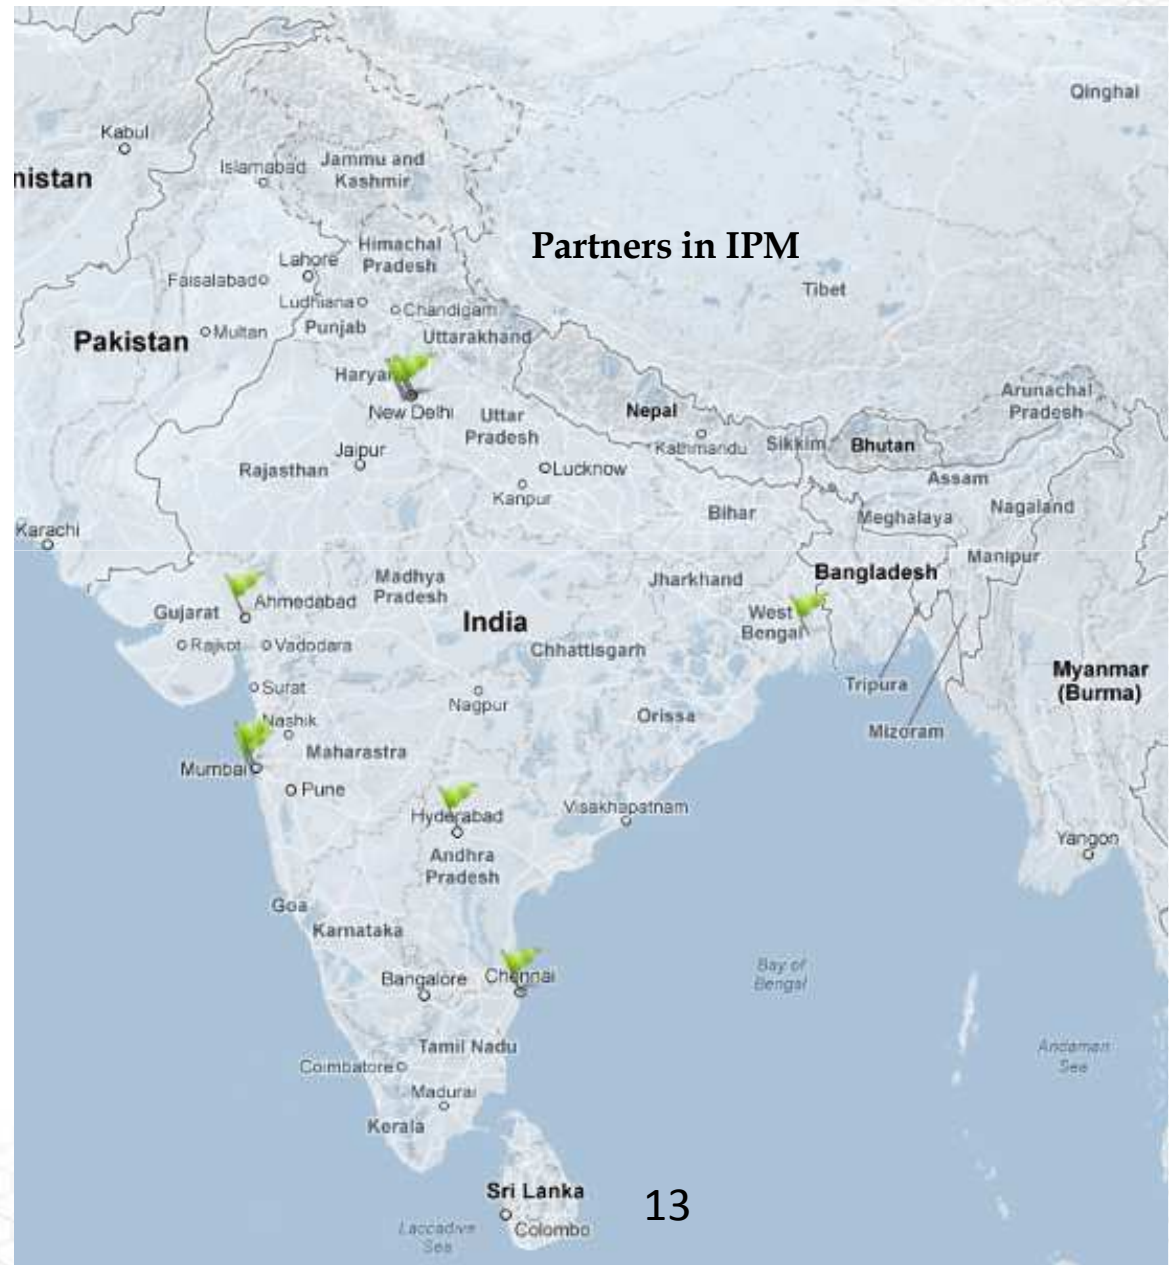 Qinghai
Kabul
nistan
Islamabad
Jammu and
Kashmir
Partners in IPM
Himachal
Pradesh
Lahore
Faisalabad
Tibet
Ludhiana
Chandigarh
Pakistan
Multan
Punjab
Uttarakhand
Haryan
New Delhi
Uttar
Pradesh
Nepal
Arunachal
Pradesh
Kathmandu
Sikkim
Bhutan
Jaipur
Rajasthan
Lucknow
Kanpur
Assam
Nagaland
Bihar
Meghalaya
Karachi
Manipur
Madhya
Pradesh
Jharkhand
Bangladesh
Ahmedabad
Gujarat
India
West
Bengal
Rajkot
Vadodara
Chhattisgarh
Myanmar
(Burma)
Surat
Tripura
Nagpur
Orissa
Nashik
Mizoram
Maharastra
Mumbai
Pune
Visakhapatnam
Hyderabad
Yangon
Andhra
Pradesh
Goa
Karnataka
Bangalore
Chennai
Bay of
Bengal
Tamil Nadu
Andaman
Sea
Coimbatore
Madurai
Kerala
Sri Lanka
13
Laccadive
Sea
Colombo